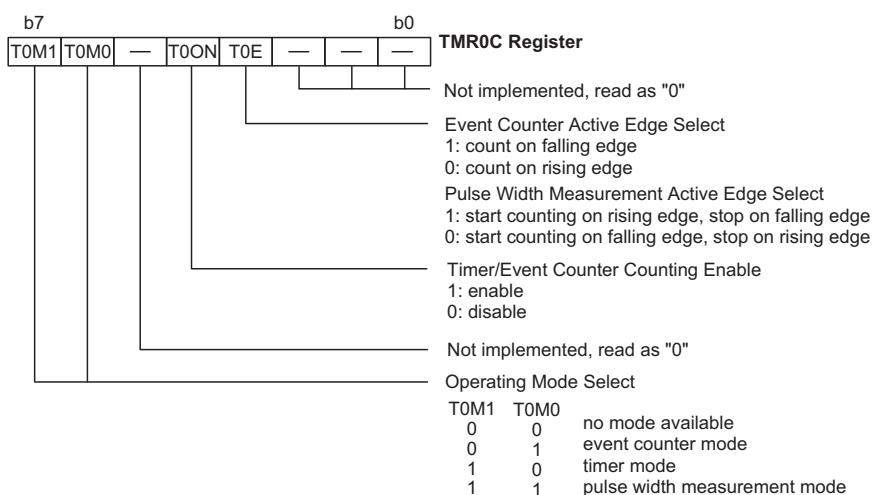 b7 b0
T0M1 T0M0 — T0ON T0E — — —
TMR0C Register
Not implemented, read as "0"
Event Counter Active Edge Select
1: count on falling edge
0: count on rising edge
Pulse Width Measurement Active Edge Select
1: start counting on rising edge, stop on falling edge
0: start counting on falling edge, stop on rising edge
Timer/Event Counter Counting Enable
1: enable
0: disable
Not implemented, read as "0"
Operating Mode Select
T0M1 T0M0
0 0 no mode available
0 1 event counter mode
1 0 timer mode
1 1 pulse width measurement mode